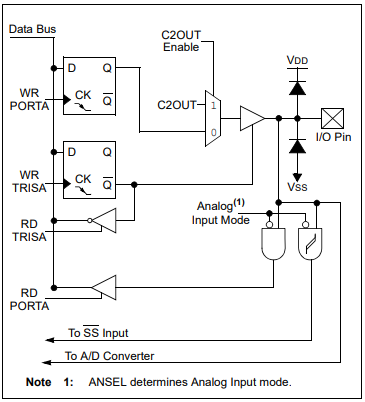 Data Bus
C2OUT
Enable
VDD
D Q
WR
PORTA
CK Q
C2OUT
1
0
I/O Pin
D Q
WR
TRISA
CK Q
VSS
Analog(1)
Input Mode
RD
TRISA
RD
PORTA
To SS Input
To A/D Converter
Note 1: ANSEL determines Analog Input mode.